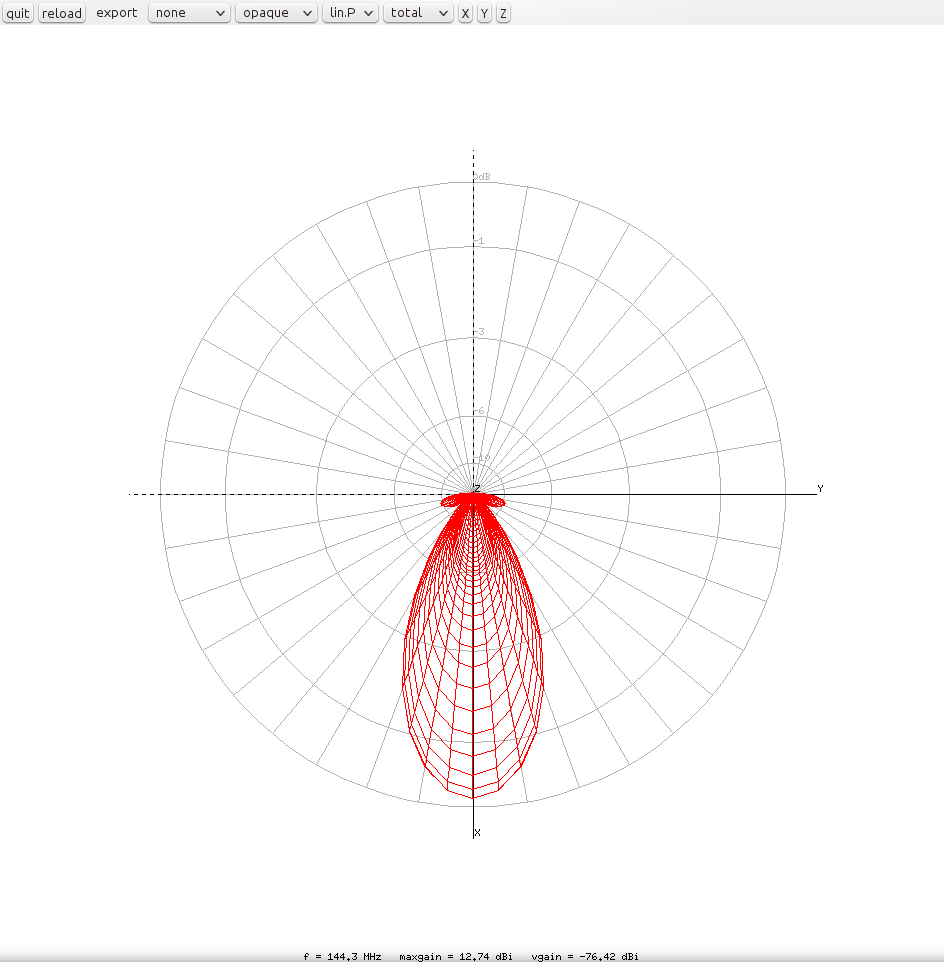 quit reload export none opaque lin.P total X Y Z
0dB
-1
-3
-6
-10
Z
Y
X
f = 144.3 MHz maxgain = 12.74 dBi vgain = -76.42 dBi